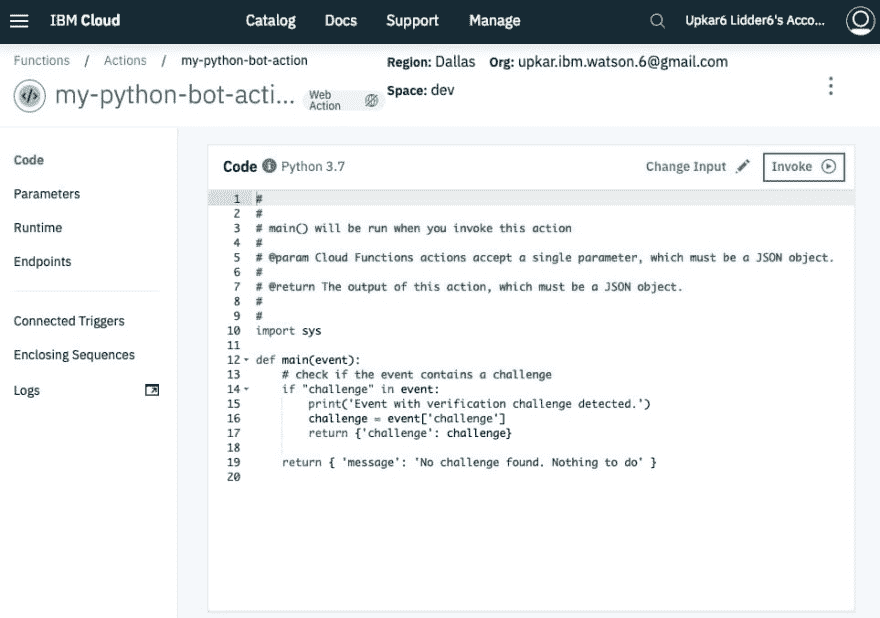 IBM Cloud Catalog Docs Support Manage Upkar6 Lidder6's Acco...
Functions / Actions / my-python-bot-action
Region: Dallas Org: upkar.ibm.watson.6@gmail.com
my-python-bot-acti...
Web
Action
Space: dev
Code
Parameters
Runtime
Endpoints
Connected Triggers
Enclosing Sequences
Logs
Code Python 3.7 Change Input Invoke
1 #
2 #
3 # main() will be run when you invoke this action
4 #
5 # @param Cloud Functions actions accept a single parameter, which must be a JSON object.
6 #
7 # @return The output of this action, which must be a JSON object.
8 #
9 #
10 import sys
11
12 def main(event):
13     # check if the event contains a challenge
14     if "challenge" in event:
15         print('Event with verification challenge detected.')
16         challenge = event['challenge']
17         return {'challenge': challenge}
18
19     return { 'message': 'No challenge found. Nothing to do' }
20